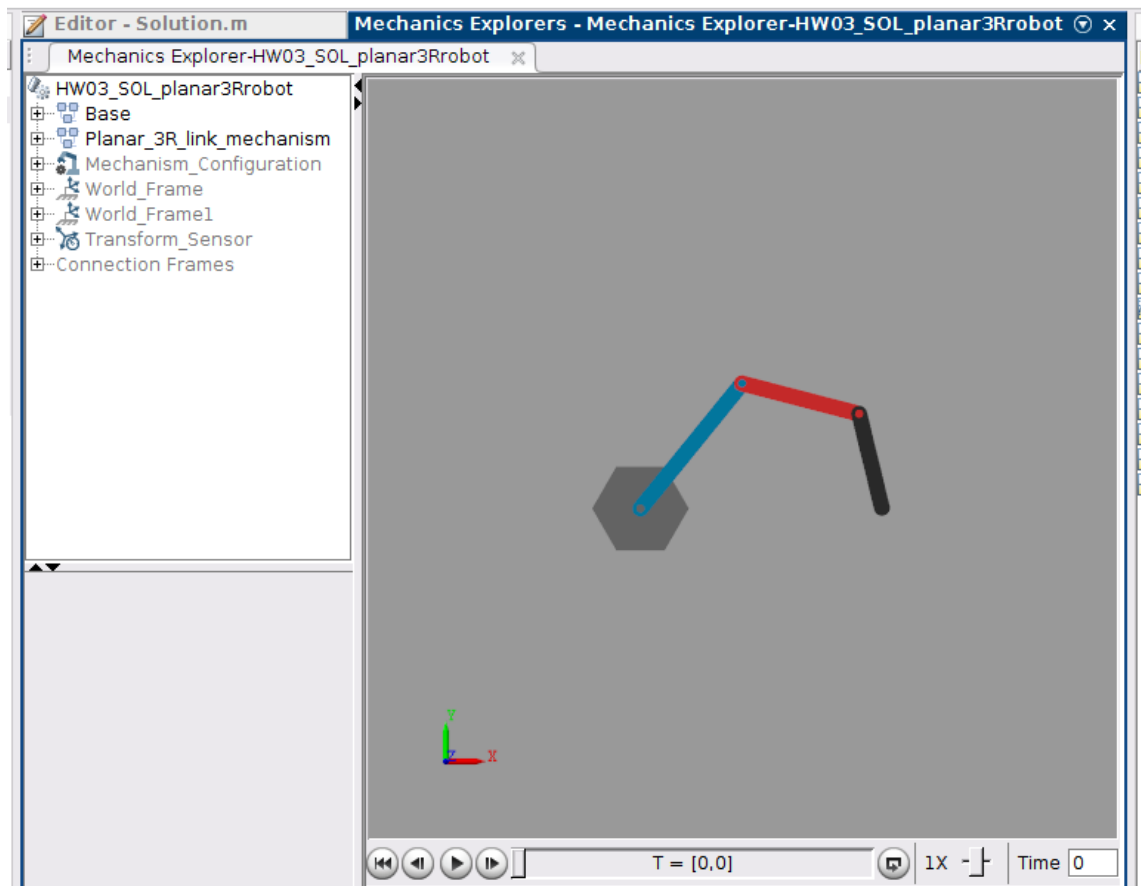 Editor - Solution.m
Mechanics Explorers - Mechanics Explorer-HW03_SOL_planar3Rrobot
Mechanics Explorer-HW03_SOL_planar3Rrobot
HW03_SOL_planar3Rrobot
Base
Planar_3R_link_mechanism
Mechanism_Configuration
World_Frame
World_Frame1
Transform_Sensor
Connection Frames
Y
Z
X
T = [0,0]
1X
Time 0